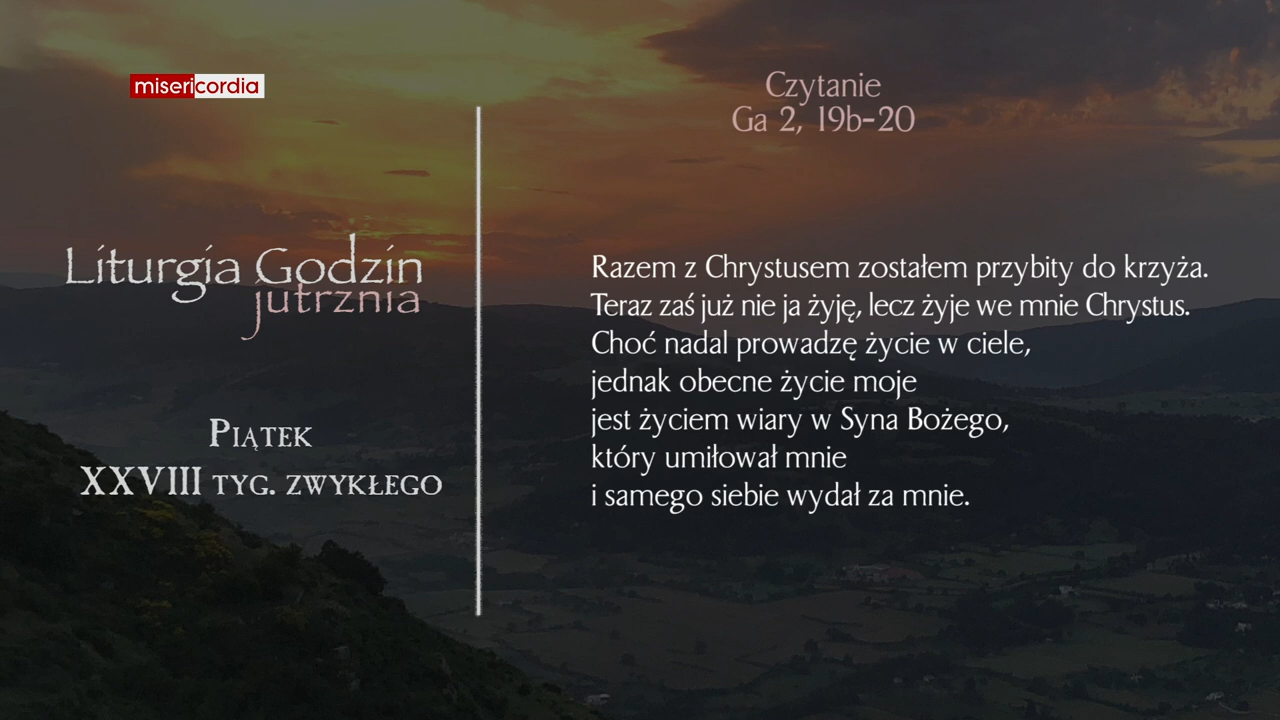 misericordia
Liturgia Godzin
jutrznia
Piątek
XXVIII tyg. zwykłego
Czytanie
Ga 2, 19b-20
Razem z Chrystusem zostałem przybity do krzyża.
Teraz zaś już nie ja żyję, lecz żyje we mnie Chrystus.
Choć nadal prowadzę życie w ciele,
jednak obecne życie moje
jest życiem wiary w Syna Bożego,
który umiłował mnie
i samego siebie wydał za mnie.